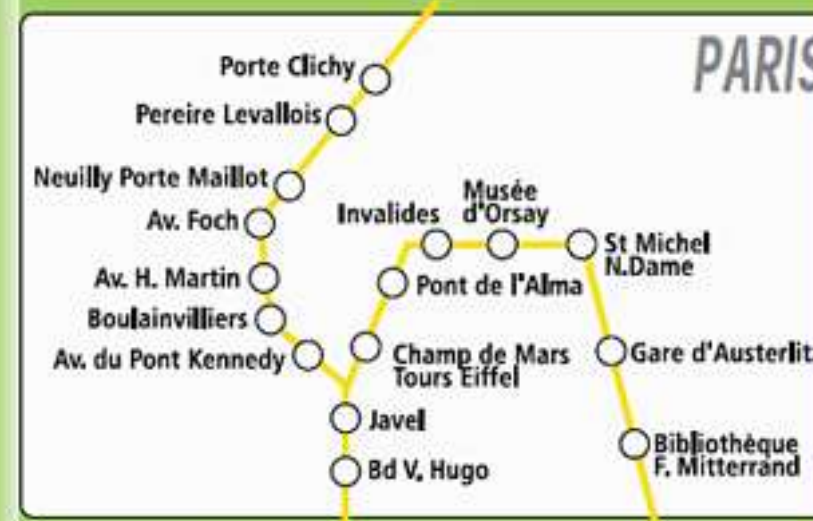 PARIS
Porte Clichy
Pereire Levallois
Neuilly Porte Maillot
Av. Foch
Av. H. Martin
Boulainvilliers
Av. du Pont Kennedy
Invalides
Musée
d'Orsay
St Michel
N.Dame
Pont de l'Alma
Champ de Mars
Tours Eiffel
Gare d'Austerlit
Javel
Bd V. Hugo
Bibliothèque
F. Mitterrand